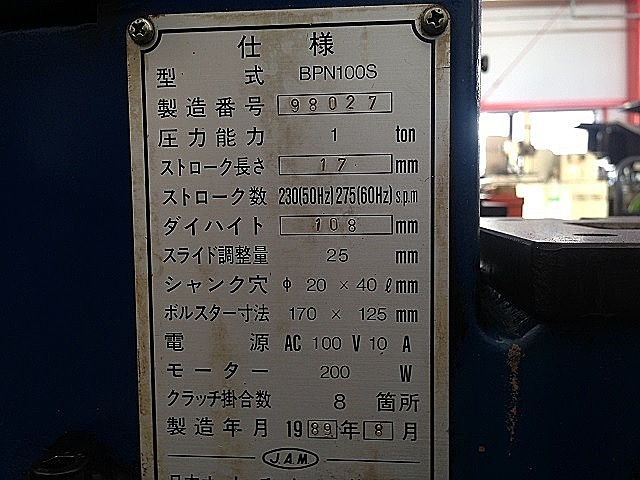 仕様
型式 BPN100S
製造番号 98027
圧力能力 1 ton
ストローク長さ 17 mm
ストローク数 230(50Hz)275(60Hz) s.p.m
ダイハイト 108 mm
スライド調整量 25 mm
シャンク穴 φ 20 × 40 ℓ mm
ボルスター寸法 170 × 125 mm
電源 AC 100 V 10 A
モーター 200 W
クラッチ掛合数 8 箇所
製造年月 1989年8月
J.A.M